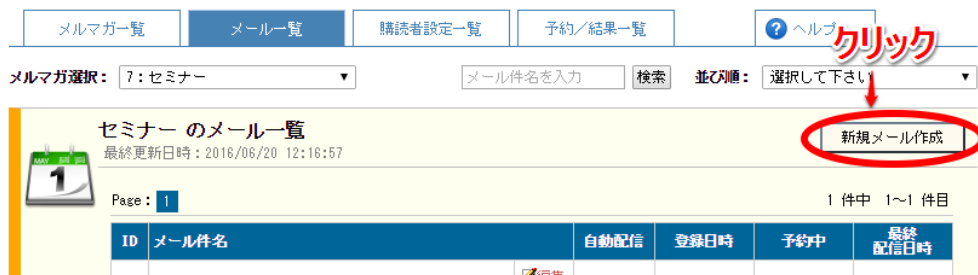 メルマガ一覧 メール一覧 購読者設定一覧 予約／結果一覧 ? ヘルプ
クリック
メルマガ選択： 7：セミナー ▼ メール件名を入力 検索 並び順： 選択して下さい ▼
セミナー のメール一覧
最終更新日時：2016/06/20 12:16:57
新規メール作成
MAY
1
Page： 1
1 件中 1～1 件目
ID メール件名 自動配信 登録日時 予約中 最終
配信日時
編集